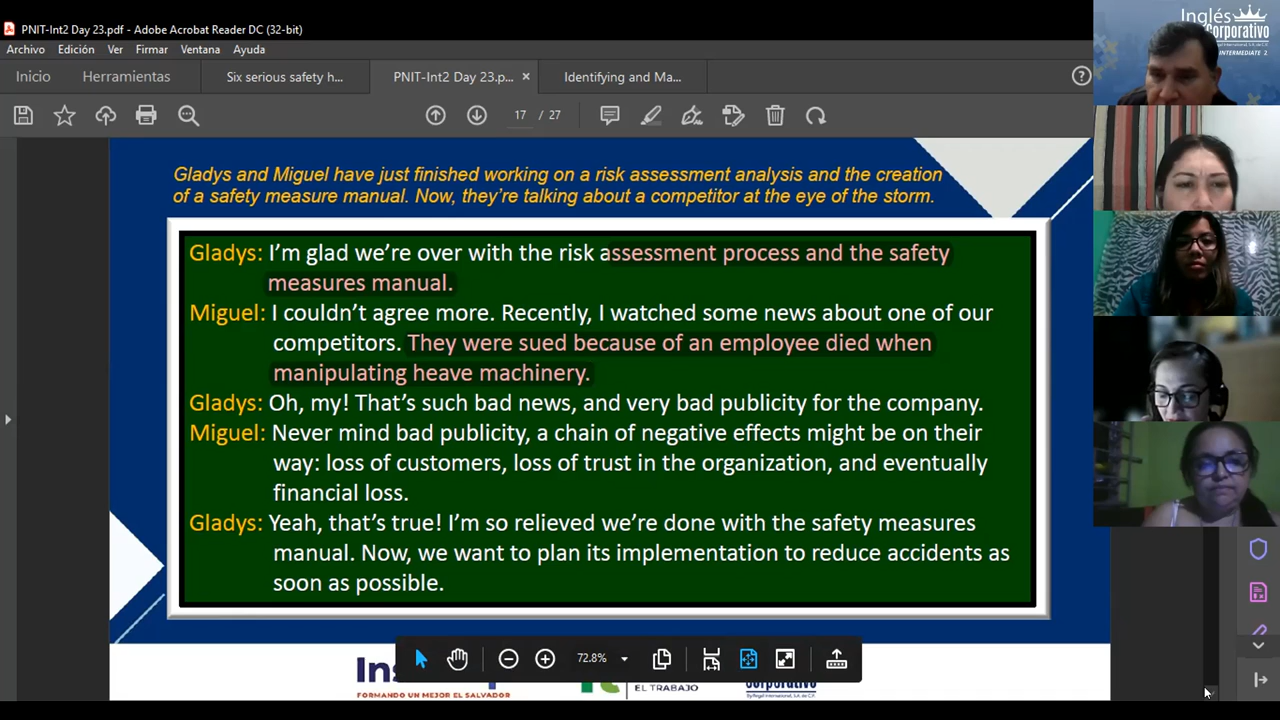 PNIT-Int2 Day 23.pdf - Adobe Acrobat Reader DC (32-bit)
Archivo Edición Ver Firmar Ventana Ayuda
Inicio Herramientas Six serious safety h... PNIT-Int2 Day 23.p... × Identifying and Ma...
17 / 27
Inglés
Corporativo
INTERMEDIATE 2
Gladys and Miguel have just finished working on a risk assessment analysis and the creation
of a safety measure manual. Now, they're talking about a competitor at the eye of the storm.
Gladys: I'm glad we're over with the risk assessment process and the safety
measures manual.
Miguel: I couldn't agree more. Recently, I watched some news about one of our
competitors. They were sued because of an employee died when
manipulating heave machinery.
Gladys: Oh, my! That's such bad news, and very bad publicity for the company.
Miguel: Never mind bad publicity, a chain of negative effects might be on their
way: loss of customers, loss of trust in the organization, and eventually
financial loss.
Gladys: Yeah, that's true! I'm so relieved we're done with the safety measures
manual. Now, we want to plan its implementation to reduce accidents as
soon as possible.
72.8%
FORMANDO UN MEJOR EL SALVADOR
EL TRABAJO